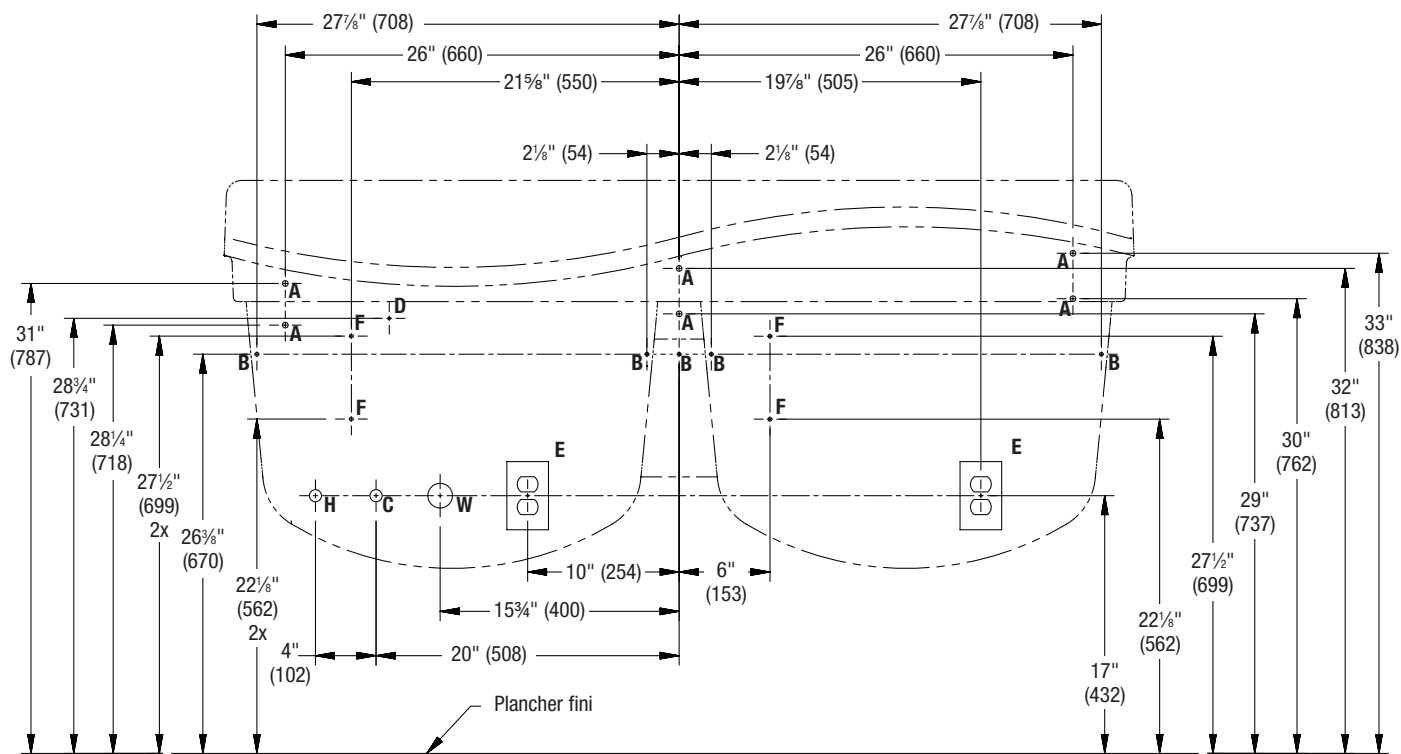 27⅞" (708)
27⅞" (708)
26" (660)
26" (660)
21⅝" (550)
19⅞" (505)
2⅛" (54)
2⅛" (54)
A
A
A
A
D
A
A
F
F
B
B
B
B
B
F
F
E
E
H
C
W
31"
(787)
28¾"
(731)
28¼"
(718)
27½"
(699)
2x
26⅜"
(670)
22⅛"
(562)
2x
4"
(102)
20" (508)
15¾" (400)
10" (254)
6"
(153)
33"
(838)
32"
(813)
30"
(762)
29"
(737)
27½"
(699)
22⅛"
(562)
17"
(432)
Plancher fini